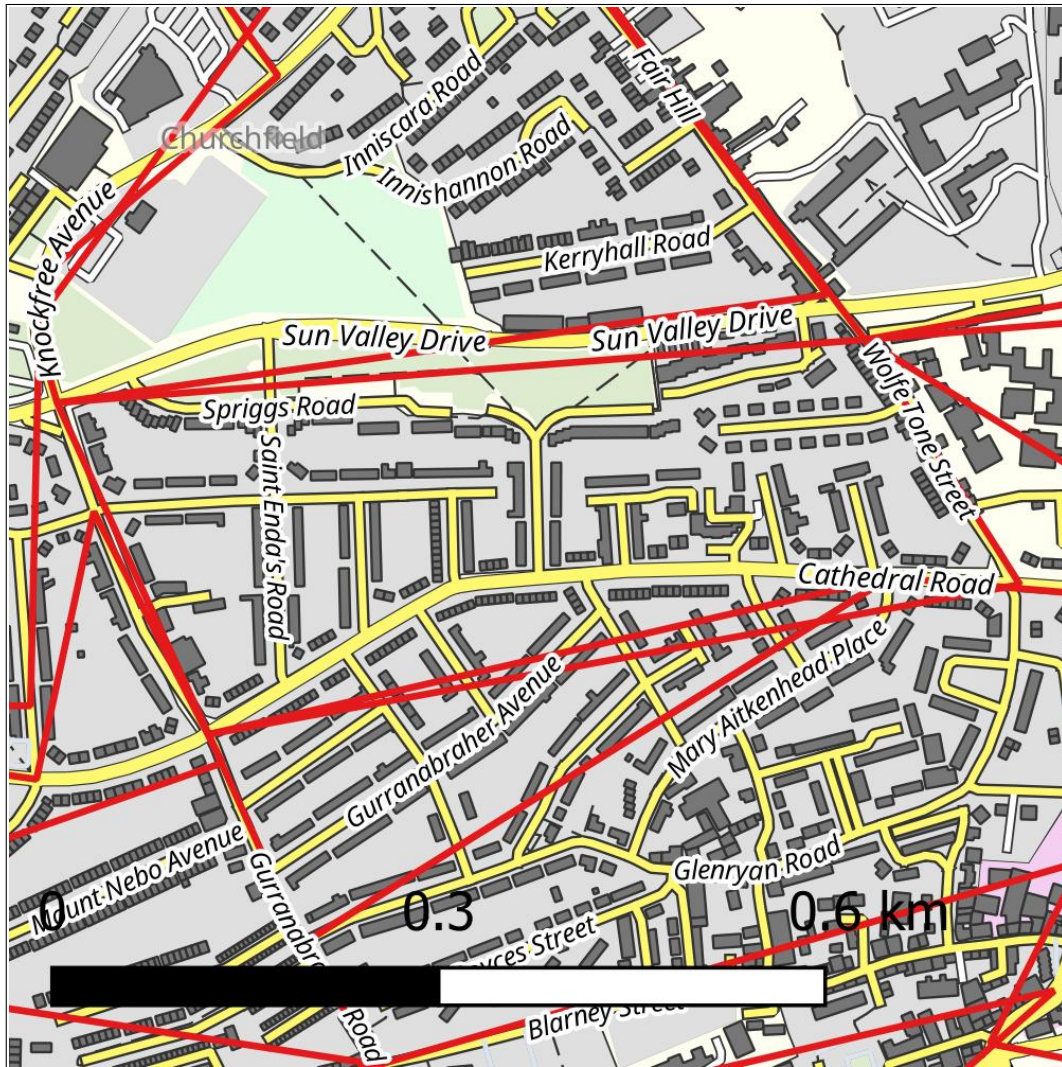 Fair Hill
Inniscara Road
Churchfield
Innishannon Road
Knockfree Avenue
Kerryhall Road
Sun Valley Drive
Sun Valley Drive
Wolfe Tone Street
Spriggs Road
Saint Enda's Road
Cathedral Road
Mary Aitkenhead Place
Gurranabraher Avenue
Mount Nebo Avenue
Glenryan Road
Gurranabra
Road
0
0.3
0.6 km
Street
Blarney Street